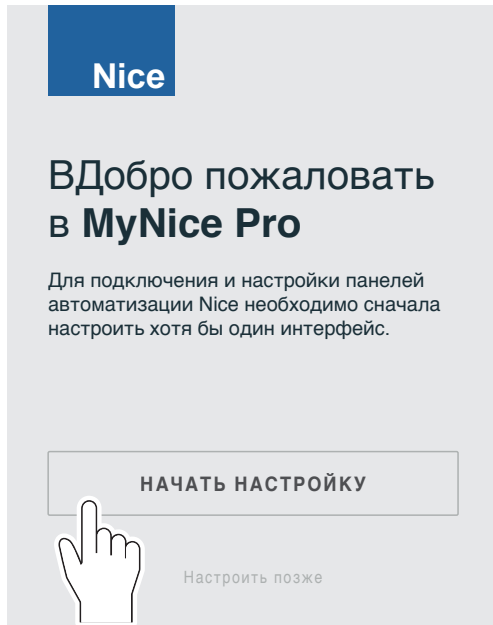 Nice
ВДобро пожаловать
в MyNice Pro
Для подключения и настройки панелей
автоматизации Nice необходимо сначала
настроить хотя бы один интерфейс.
НАЧАТЬ НАСТРОЙКУ
Настроить позже